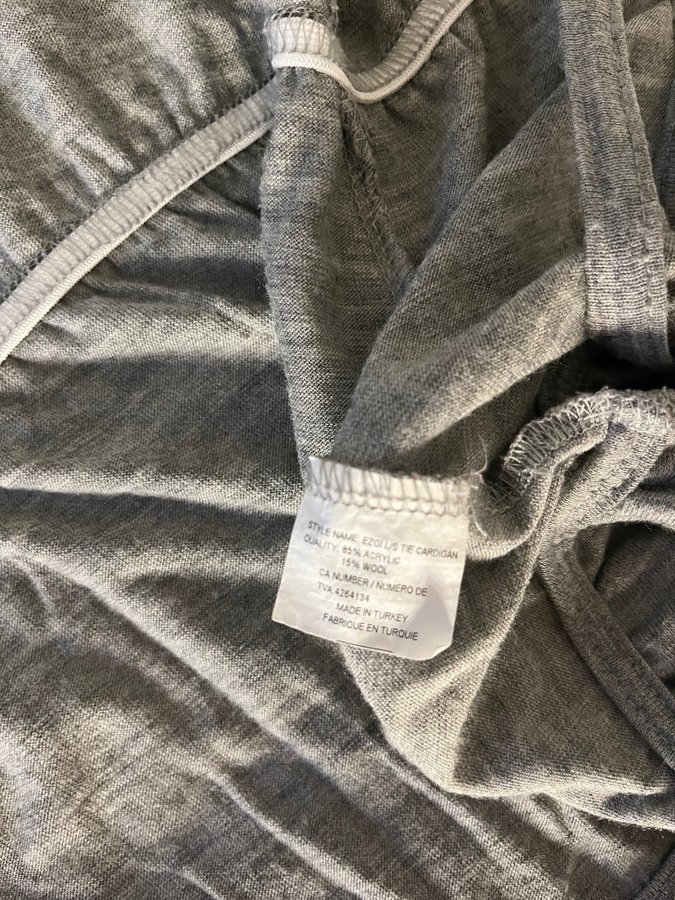 STYLE NAME: EZGI L/S TIE CARDIGAN
QUALITY: 85% ACRYLIC
15% WOOL
CA NUMBER / NUMERO DE
TVA:4264134
MADE IN TURKEY
FABRIQUE EN TURQUIE